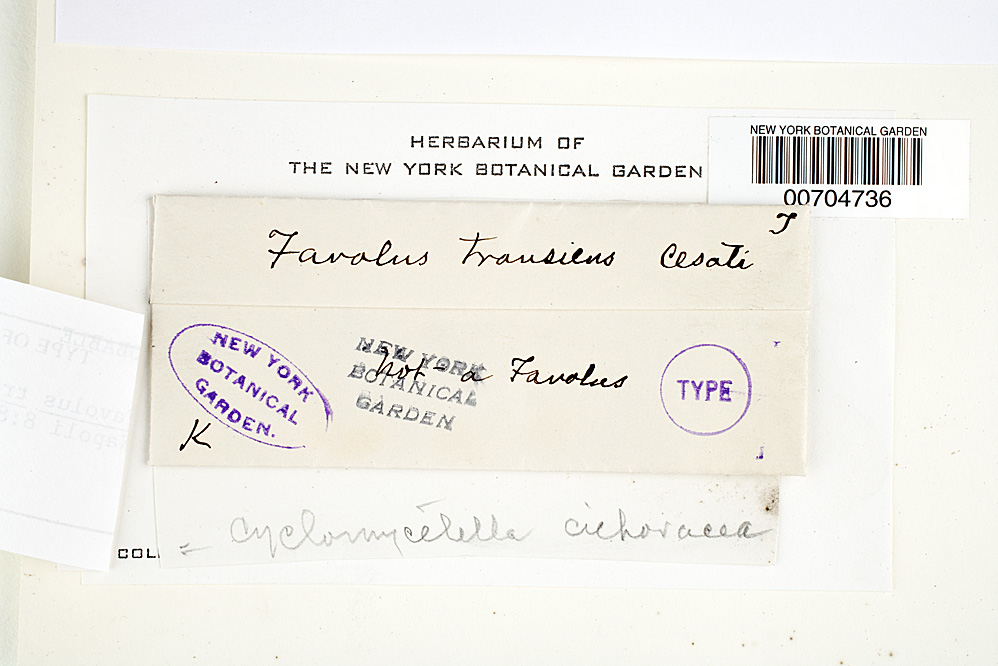 HERBARIUM OF
THE NEW YORK BOTANICAL GARDEN
NEW YORK BOTANICAL GARDEN
00704736
T
Favolus transiens Cesati
NEW YORK
BOTANICAL
GARDEN.
NEW YORK
BOTANICAL
GARDEN
not - a Favolus
TYPE
K
= Cyclomycetella cichoracea
COLL